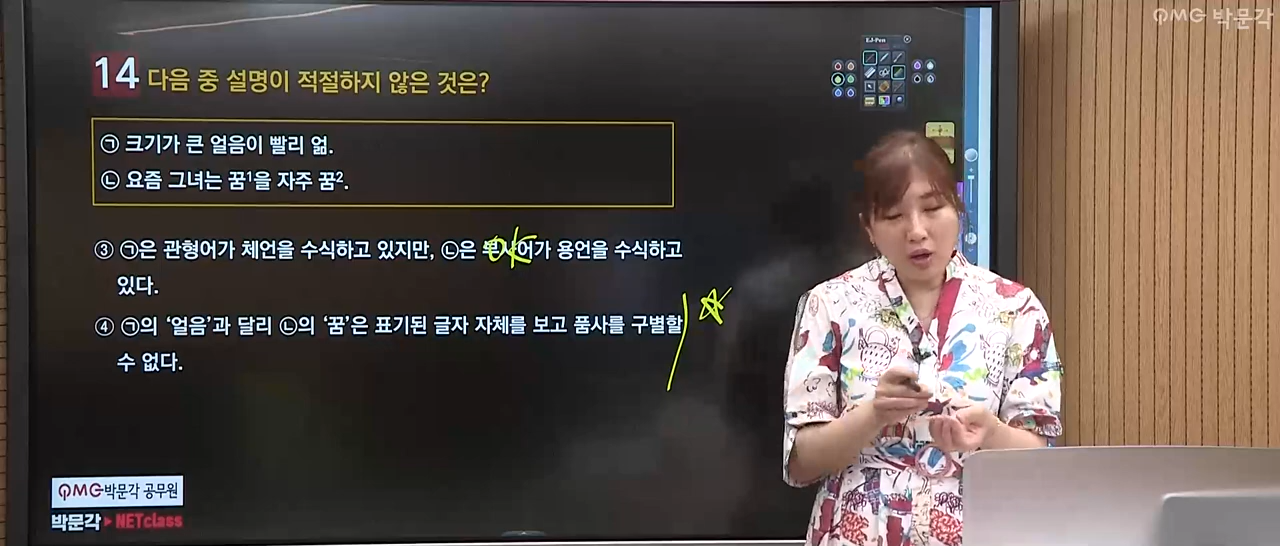 QMG 박문각
EJ-Pen
14 다음 중 설명이 적절하지 않은 것은?
㉠ 크기가 큰 얼음이 빨리 얾.
㉡ 요즘 그녀는 꿈¹을 자주 꿈².
③ ㉠은 관형어가 체언을 수식하고 있지만, ㉡은 부사어가 용언을 수식하고
있다.
ok
④ ㉠의 ‘얼음’과 달리 ㉡의 ‘꿈’은 표기된 글자 자체를 보고 품사를 구별할
수 없다.
QMG 박문각 공무원
박문각 ▶ NETclass